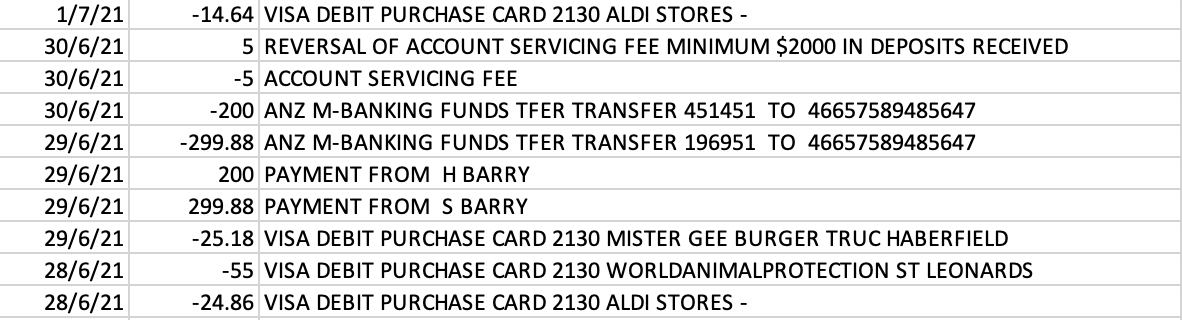 1/7/21 -14.64 VISA DEBIT PURCHASE CARD 2130 ALDI STORES -
30/6/21 5 REVERSAL OF ACCOUNT SERVICING FEE MINIMUM $2000 IN DEPOSITS RECEIVED
30/6/21 -5 ACCOUNT SERVICING FEE
30/6/21 -200 ANZ M-BANKING FUNDS TFER TRANSFER 451451  TO  46657589485647
29/6/21 -299.88 ANZ M-BANKING FUNDS TFER TRANSFER 196951  TO  46657589485647
29/6/21 200 PAYMENT FROM  H BARRY
29/6/21 299.88 PAYMENT FROM  S BARRY
29/6/21 -25.18 VISA DEBIT PURCHASE CARD 2130 MISTER GEE BURGER TRUC HABERFIELD
28/6/21 -55 VISA DEBIT PURCHASE CARD 2130 WORLDANIMALPROTECTION ST LEONARDS
28/6/21 -24.86 VISA DEBIT PURCHASE CARD 2130 ALDI STORES -